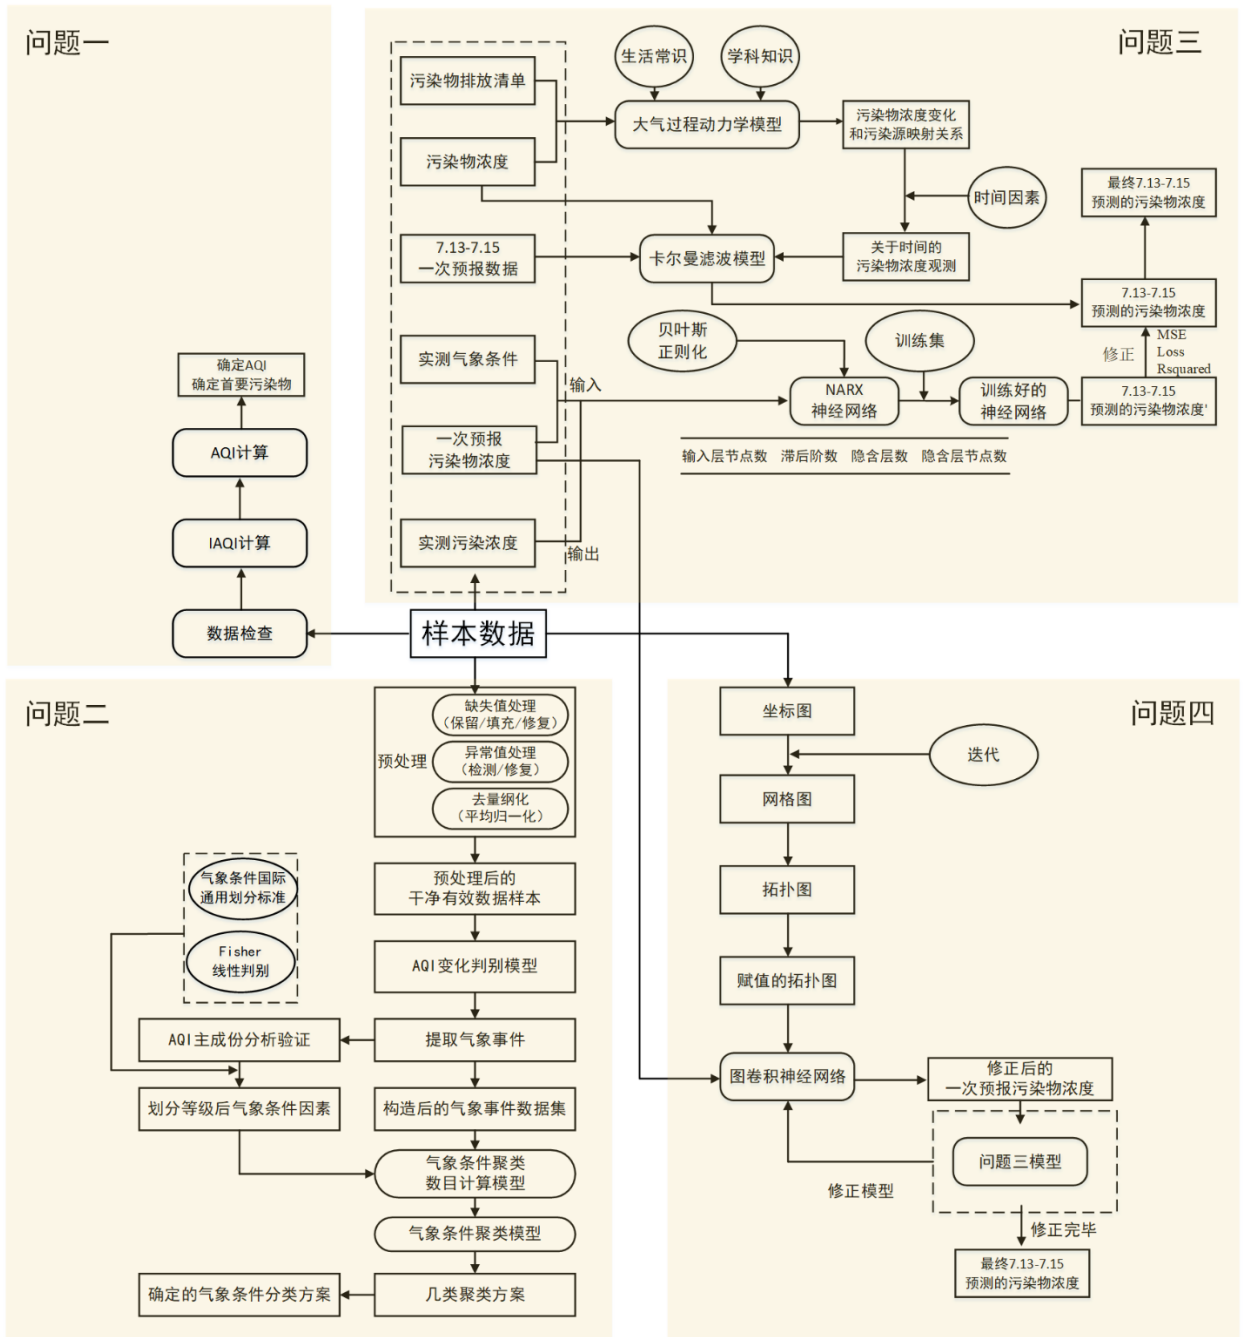 问题一
确定AQI
确定首要污染物
AQI计算
IAQI计算
数据检查
样本数据
问题三
污染物排放清单
污染物浓度
7.13-7.15
一次预报数据
实测气象条件
一次预报
污染物浓度
实测污染浓度
输入
输出
生活常识
学科知识
大气过程动力学模型
污染物浓度变化
和污染源映射关系
时间因素
卡尔曼滤波模型
关于时间的
污染物浓度观测
最终7.13-7.15
预测的污染物浓度
7.13-7.15
预测的污染物浓度
修正
MSE
Loss
Rsquared
贝叶斯
正则化
训练集
NARX
神经网络
训练好的
神经网络
7.13-7.15
预测的污染物浓度'
输入层节点数 滞后阶数 隐含层数 隐含层节点数
问题二
预处理
缺失值处理
(保留/填充/修复)
异常值处理
(检测/修复)
去量纲化
(平均归一化)
预处理后的
干净有效数据样本
气象条件国际
通用划分标准
Fisher
线性判别
AQI变化判别模型
AQI主成份分析验证
提取气象事件
划分等级后气象条件因素
构造后的气象事件数据集
气象条件聚类
数目计算模型
气象条件聚类模型
确定的气象条件分类方案
几类聚类方案
问题四
坐标图
迭代
网格图
拓扑图
赋值的拓扑图
图卷积神经网络
修正后的
一次预报污染物浓度
问题三模型
修正模型
修正完毕
最终7.13-7.15
预测的污染物浓度